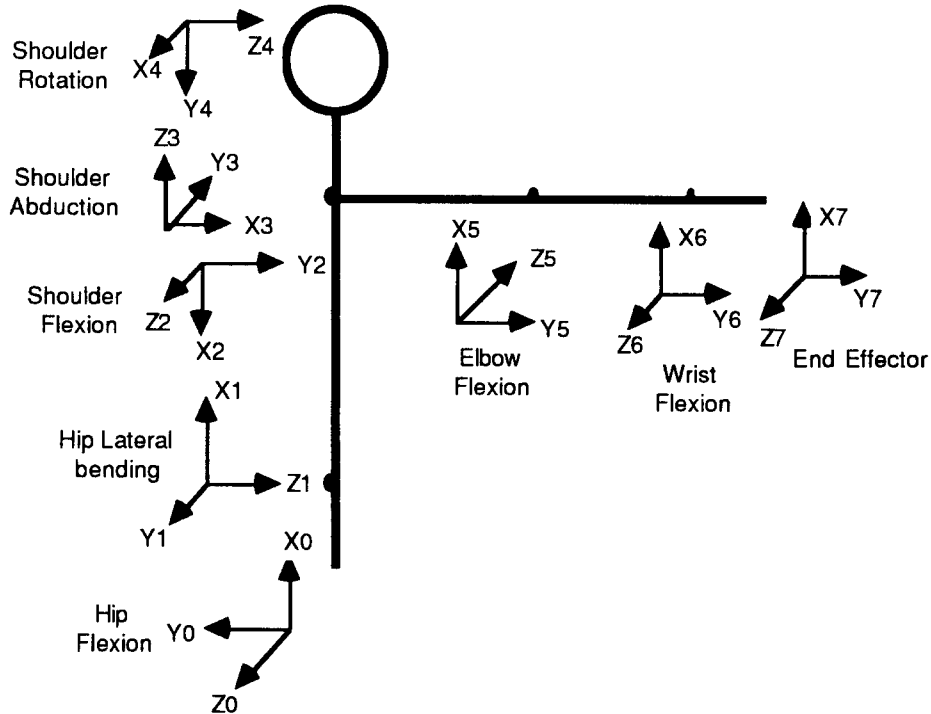 Shoulder
Rotation
X4
Y4
Z4
Shoulder
Abduction
Z3
Y3
X3
Shoulder
Flexion
Z2
X2
Y2
Hip Lateral
bending
X1
Y1
Z1
Hip
Flexion
X0
Y0
Z0
X5
Z5
Y5
Elbow
Flexion
X6
Y6
Z6
Wrist
Flexion
X7
Y7
Z7
End Effector